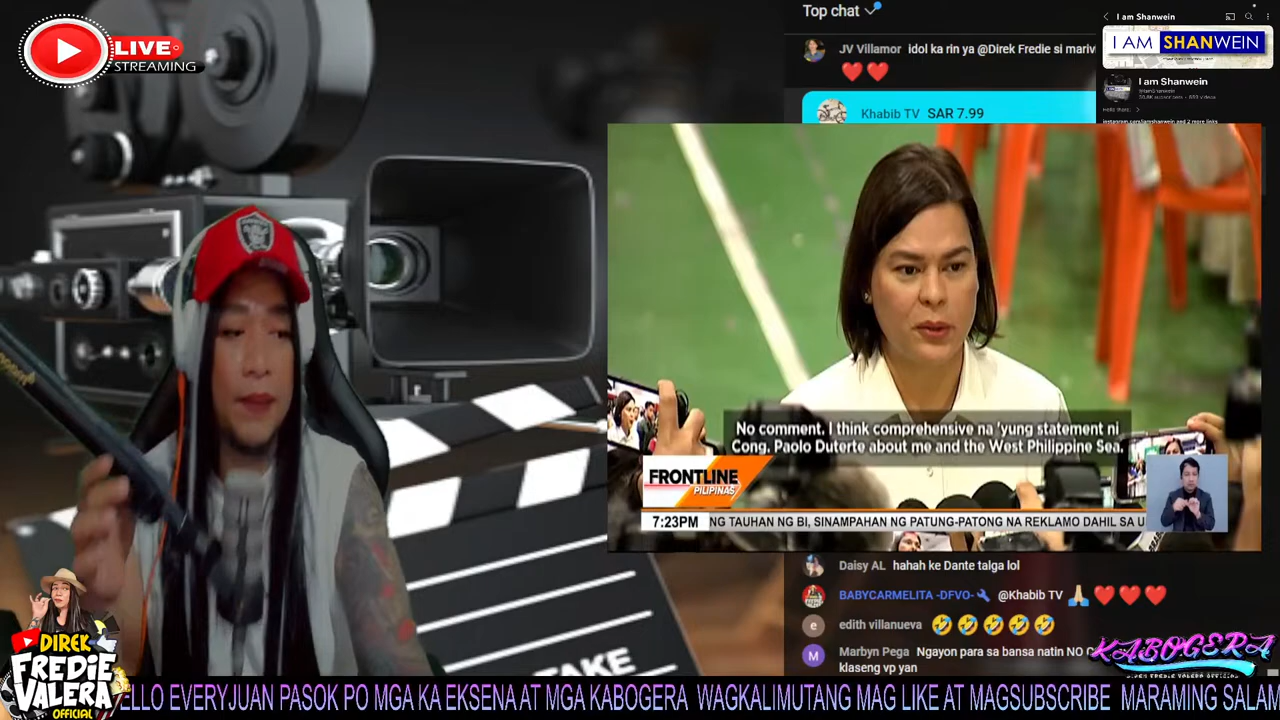 LIVE
STREAMING
Top chat
JV Villamor idol ka rin ya @Direk Fredie si mariv
Khabib TV SAR 7.99
I am Shanwein
I AM SHANWEIN
I am Shanwein
No comment. I think comprehensive na 'yung statement ni
Cong. Paolo Duterte about me and the West Philippine Sea.
FRONTLINE
PILIPINAS
7:23PM NG TAUHAN NG BI, SINAMPAHAN NG PATUNG-PATONG NA REKLAMO DAHIL SA U
Daisy AL hahah ke Dante talga lol
BABYCARMELITA -DFVO- @Khabib TV
e edith villanueva
M Marbyn Pega Ngayon para sa bansa natin NO
klaseng vp yan
KABOGERA
TAKE
DIREK
FREDIE
VALERA
OFFICIAL
ELLO EVERYJUAN PASOK PO MGA KA EKSENA AT MGA KABOGERA WAGKALIMUTANG MAG LIKE AT MAGSUBSCRIBE MARAMING SALAM